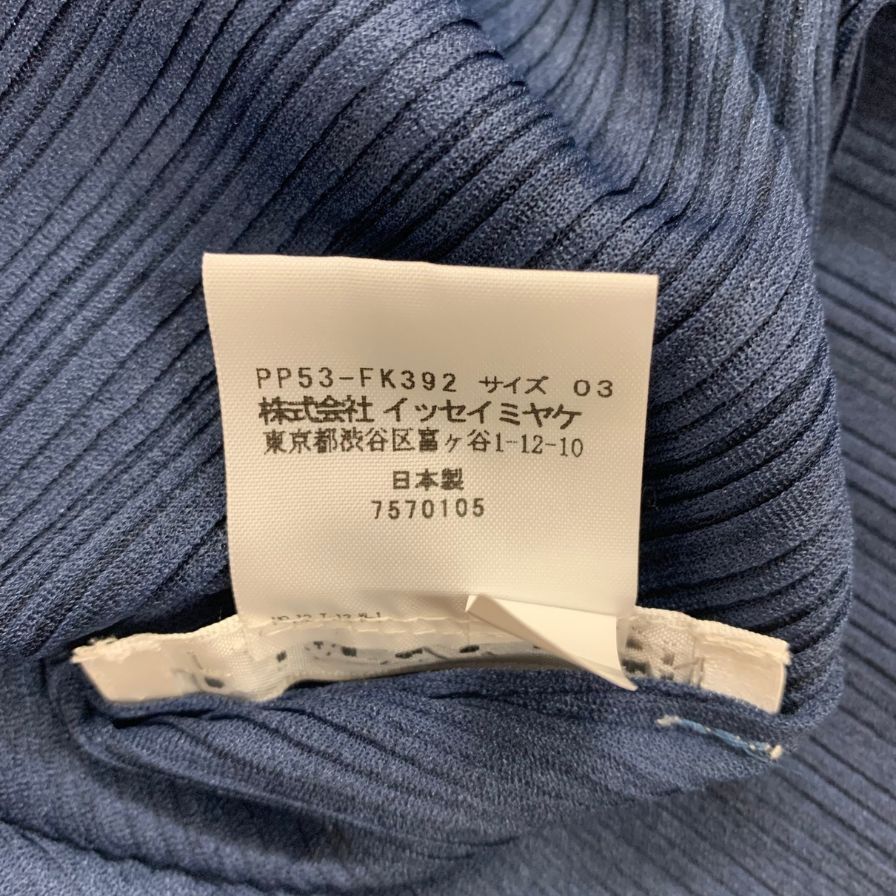 PP53-FK392 サイズ 03
株式会社 イッセイミヤケ
東京都渋谷区富ヶ谷1-12-10
日本製
7570105